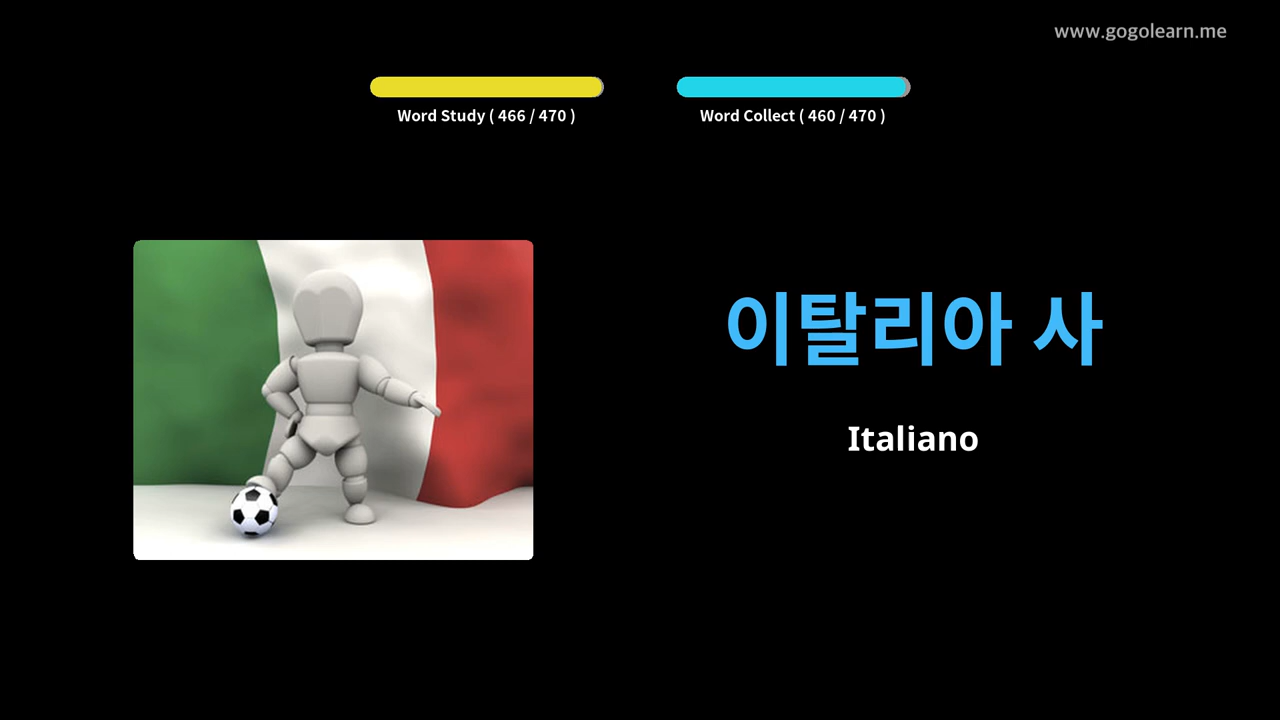 www.gogolearn.me
Word Study ( 466 / 470 )
Word Collect ( 460 / 470 )
이탈리아 사
Italiano